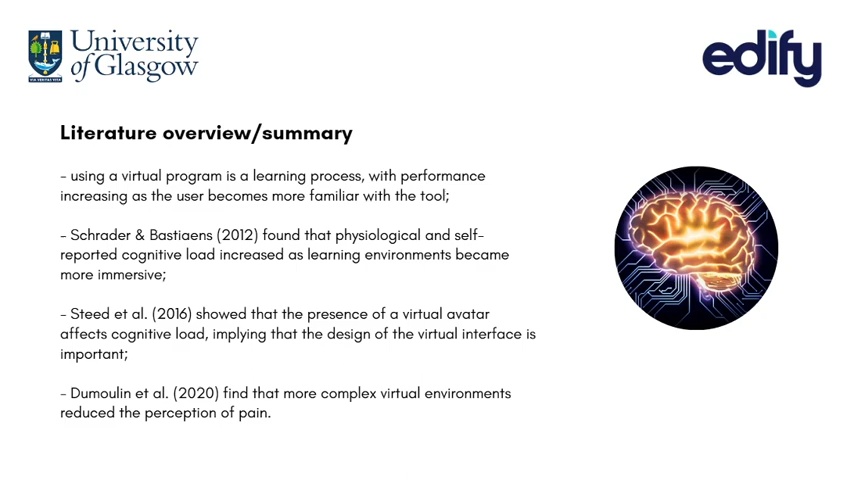 University
of Glasgow
VIA VERITAS VITA
edify
Literature overview/summary
- using a virtual program is a learning process, with performance
increasing as the user becomes more familiar with the tool;
- Schrader & Bastiaens (2012) found that physiological and self-
reported cognitive load increased as learning environments became
more immersive;
- Steed et al. (2016) showed that the presence of a virtual avatar
affects cognitive load, implying that the design of the virtual interface is
important;
- Dumoulin et al. (2020) find that more complex virtual environments
reduced the perception of pain.